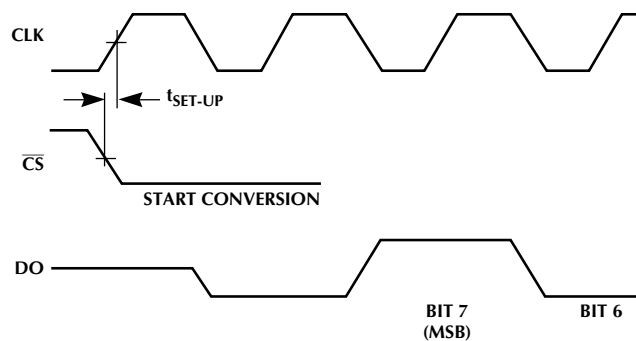 CLK
tSET-UP
CS
START CONVERSION
DO
BIT 7
(MSB)
BIT 6